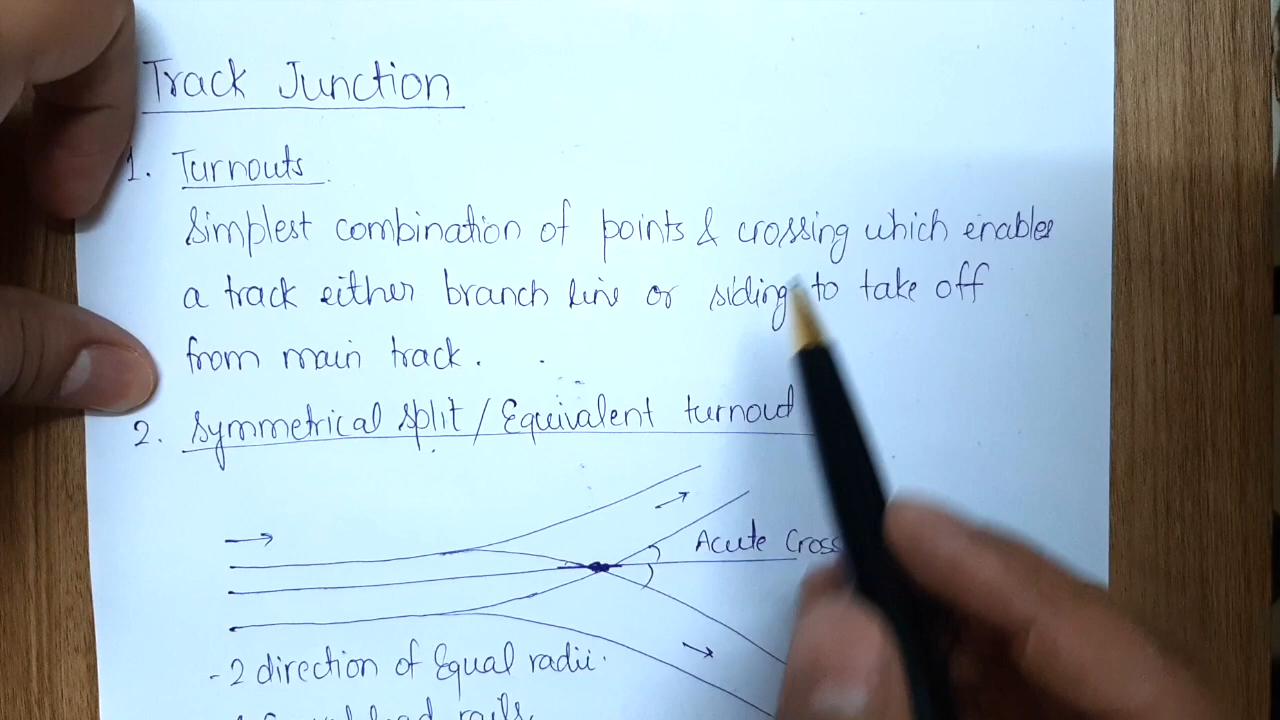 Track Junction
1. Turnouts
Simplest combination of points & crossing which enables
a track either branch line or siding to take off
from main track.
2. Symmetrical split / Equivalent turnout
Acute Cross
- 2 direction of Equal radii.
rails.